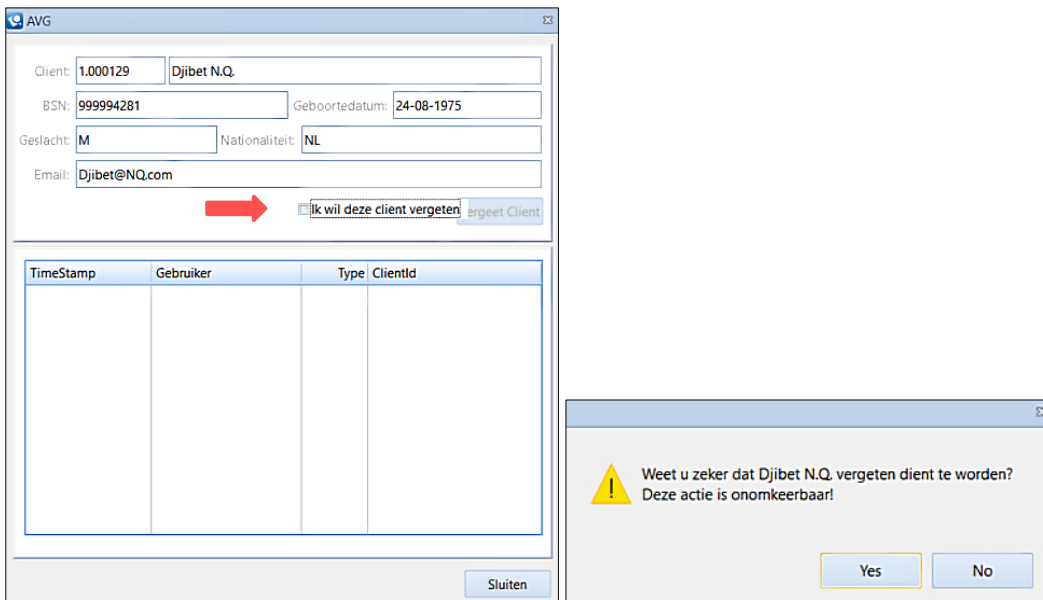 AVG
Client: 1.000129 Djibet N.Q.
BSN: 999994281 Geboortedatum: 24-08-1975
Geslacht: M Nationaliteit: NL
Email: Djibet@NQ.com
Ik wil deze client vergeten ergeet Client
TimeStamp Gebruiker Type ClientId
Sluiten
Weet u zeker dat Djibet N.Q. vergeten dient te worden?
Deze actie is onomkeerbaar!
Yes No